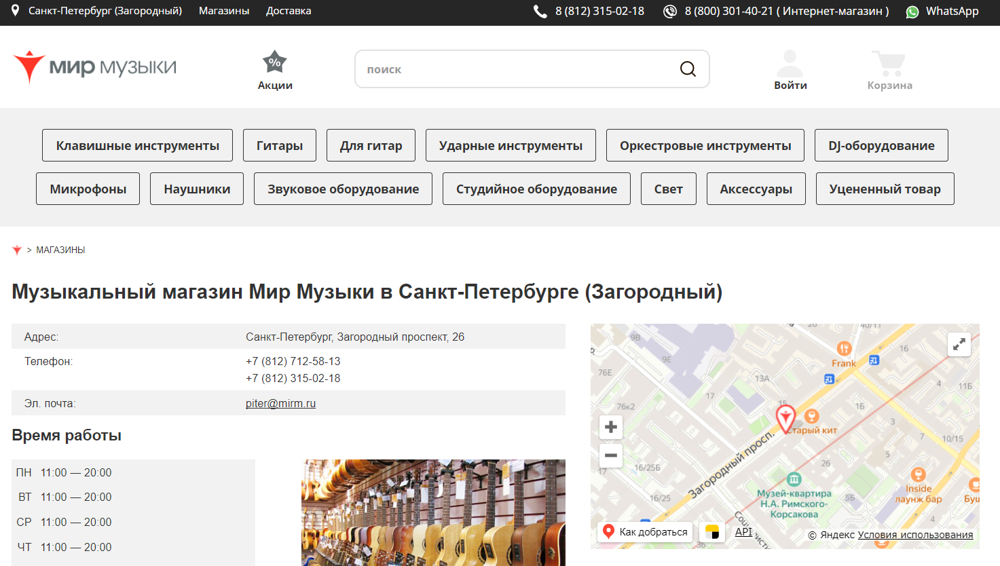 Санкт-Петербург (Загородный) Магазины Доставка 8 (812) 315-02-18 8 (800) 301-40-21 ( Интернет-магазин ) WhatsApp
мир музыки
%
Акции
поиск
Войти
Корзина
Клавишные инструменты Гитары Для гитар Ударные инструменты Оркестровые инструменты DJ-оборудование
Микрофоны Наушники Звуковое оборудование Студийное оборудование Свет Аксессуары Уцененный товар
> МАГАЗИНЫ
Музыкальный магазин Мир Музыки в Санкт-Петербурге (Загородный)
Адрес: Санкт-Петербург, Загородный проспект, 26
Телефон: +7 (812) 712-58-13
+7 (812) 315-02-18
Эл. почта: piter@mirm.ru
Время работы
ПН 11:00 — 20:00
ВТ 11:00 — 20:00
СР 11:00 — 20:00
ЧТ 11:00 — 20:00
26 40/11
9В
16
9Е
Frank
76Е
13А
4 11Б
17
15
76к2
1Б
3
Старый кит
7 10/15
Загородный просп.
5
16/25Б
26
17
Inside
лаунж бар
5Б
Музей-квартира
Н.А. Римского-
Корсакова
16/25
Как добраться
API
© Яндекс Условия использования